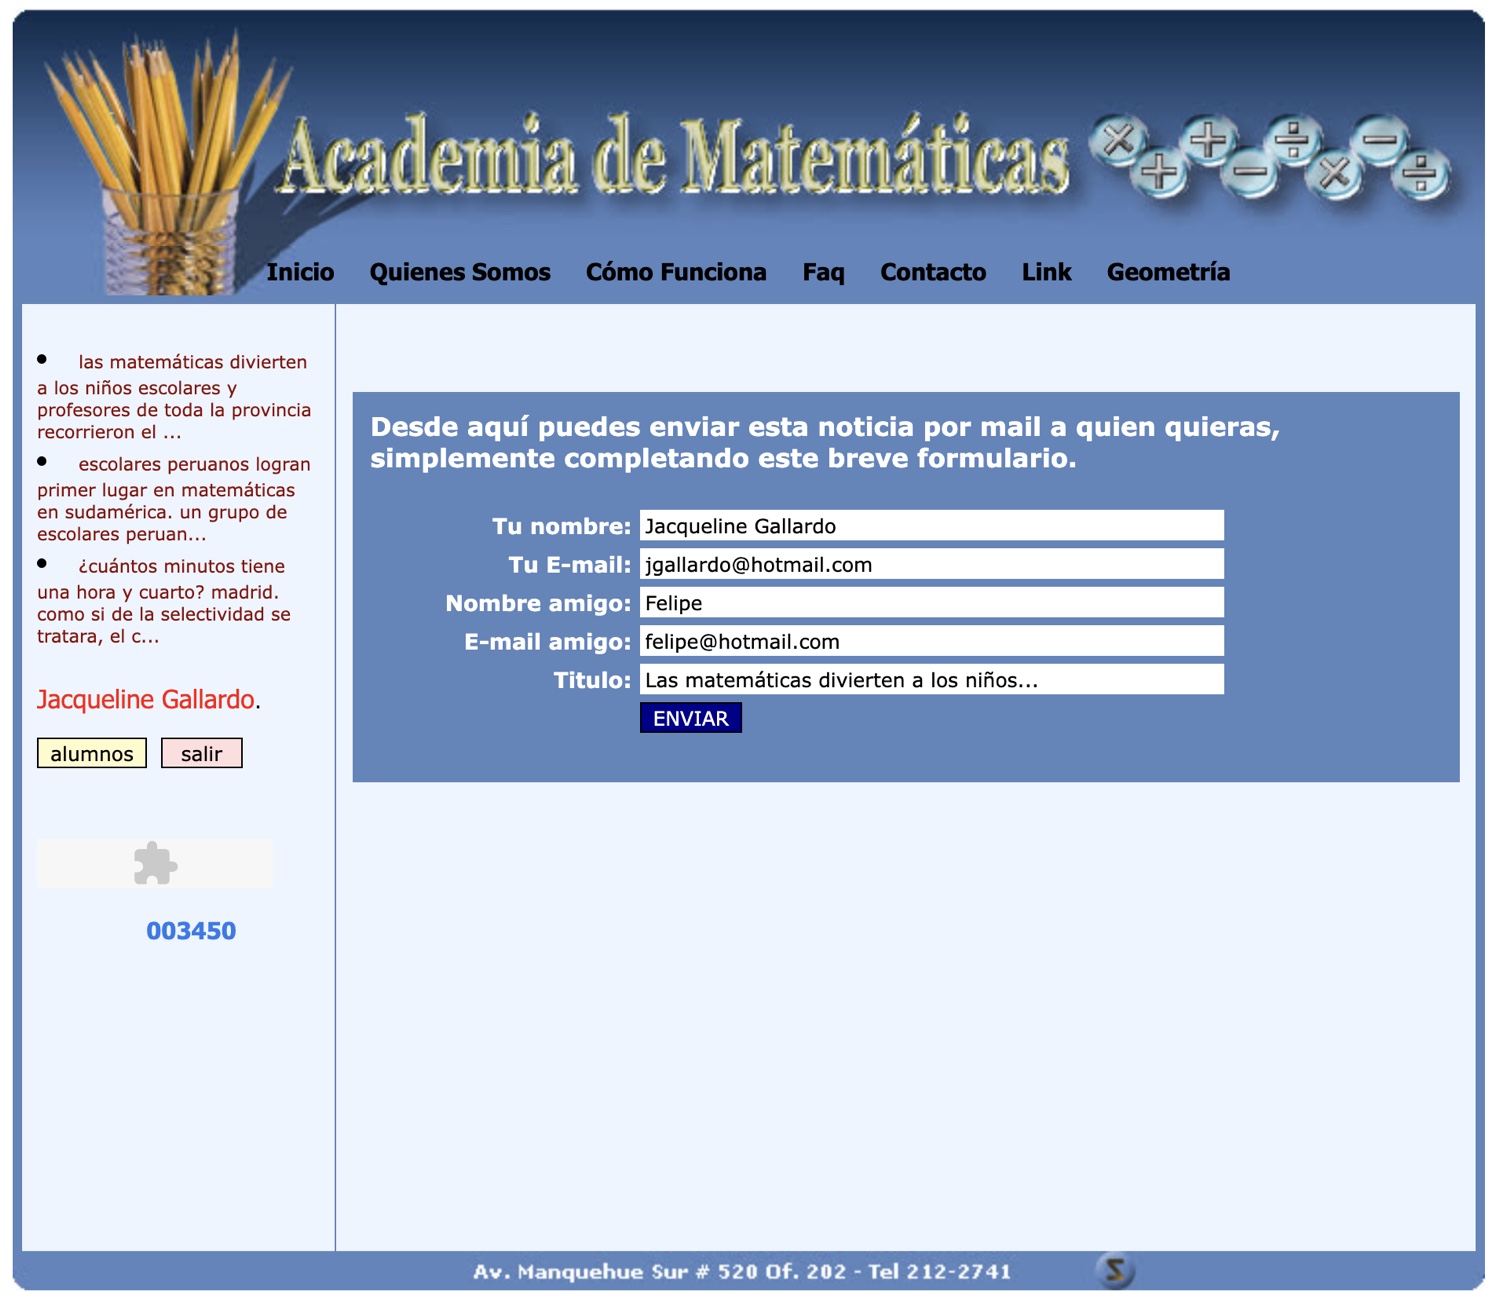 Academia de Matemáticas
Inicio Quienes Somos Cómo Funciona Faq Contacto Link Geometría
las matemáticas divierten
a los niños escolares y
profesores de toda la provincia
recorrieron el ...
escolares peruanos logran
primer lugar en matemáticas
en sudamérica. un grupo de
escolares peruan...
¿cuántos minutos tiene
una hora y cuarto? madrid.
como si de la selectividad se
tratara, el c...
Jacqueline Gallardo.
alumnos salir
003450
Desde aquí puedes enviar esta noticia por mail a quien quieras,
simplemente completando este breve formulario.
Tu nombre: Jacqueline Gallardo
Tu E-mail: jgallardo@hotmail.com
Nombre amigo: Felipe
E-mail amigo: felipe@hotmail.com
Titulo: Las matemáticas divierten a los niños...
ENVIAR
Av. Manquehue Sur # 520 Of. 202 - Tel 212-2741